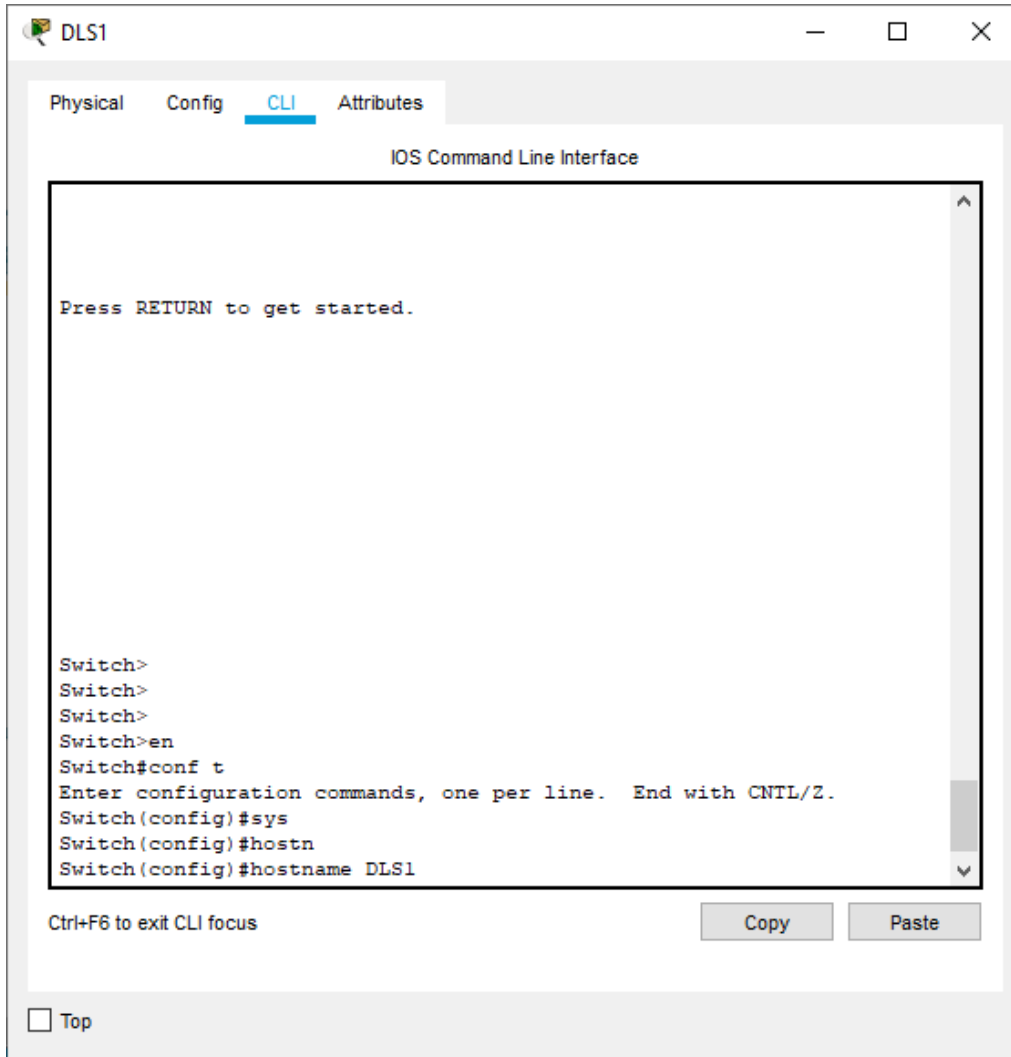 DLS1
Physical Config CLI Attributes
IOS Command Line Interface
Press RETURN to get started.
Switch>
Switch>
Switch>
Switch>en
Switch#conf t
Enter configuration commands, one per line.  End with CNTL/Z.
Switch(config)#sys
Switch(config)#hostn
Switch(config)#hostname DLS1
Ctrl+F6 to exit CLI focus
Copy Paste
Top